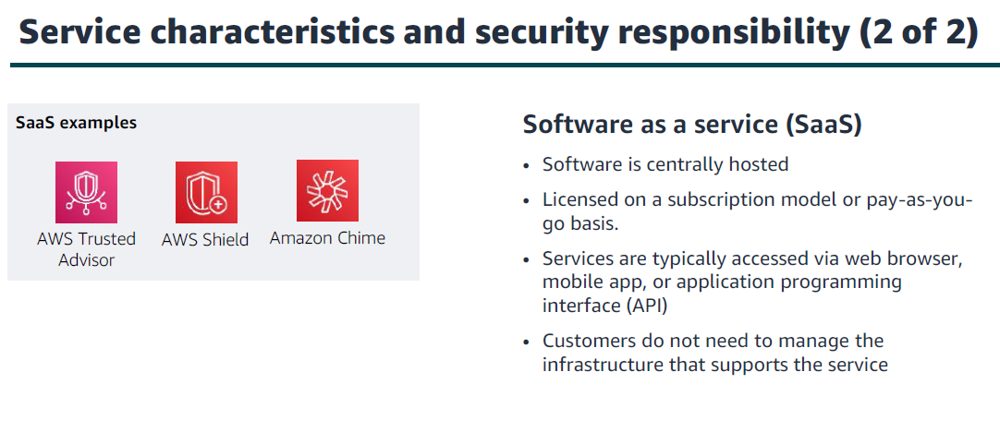 Service characteristics and security responsibility (2 of 2)
SaaS examples
AWS Trusted
Advisor
AWS Shield
Amazon Chime
Software as a service (SaaS)
• Software is centrally hosted
• Licensed on a subscription model or pay-as-you-
go basis.
• Services are typically accessed via web browser,
mobile app, or application programming
interface (API)
• Customers do not need to manage the
infrastructure that supports the service